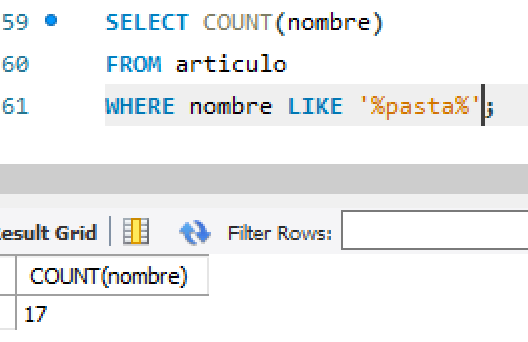 59 SELECT COUNT(nombre)
60 FROM articulo
61 WHERE nombre LIKE '%pasta%';
esult Grid Filter Rows:
COUNT(nombre)
17